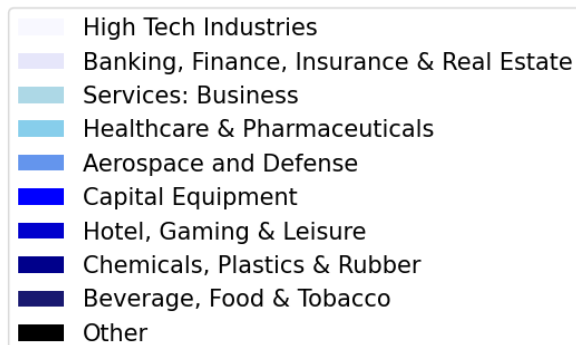 High Tech Industries
Banking, Finance, Insurance & Real Estate
Services: Business
Healthcare & Pharmaceuticals
Aerospace and Defense
Capital Equipment
Hotel, Gaming & Leisure
Chemicals, Plastics & Rubber
Beverage, Food & Tobacco
Other